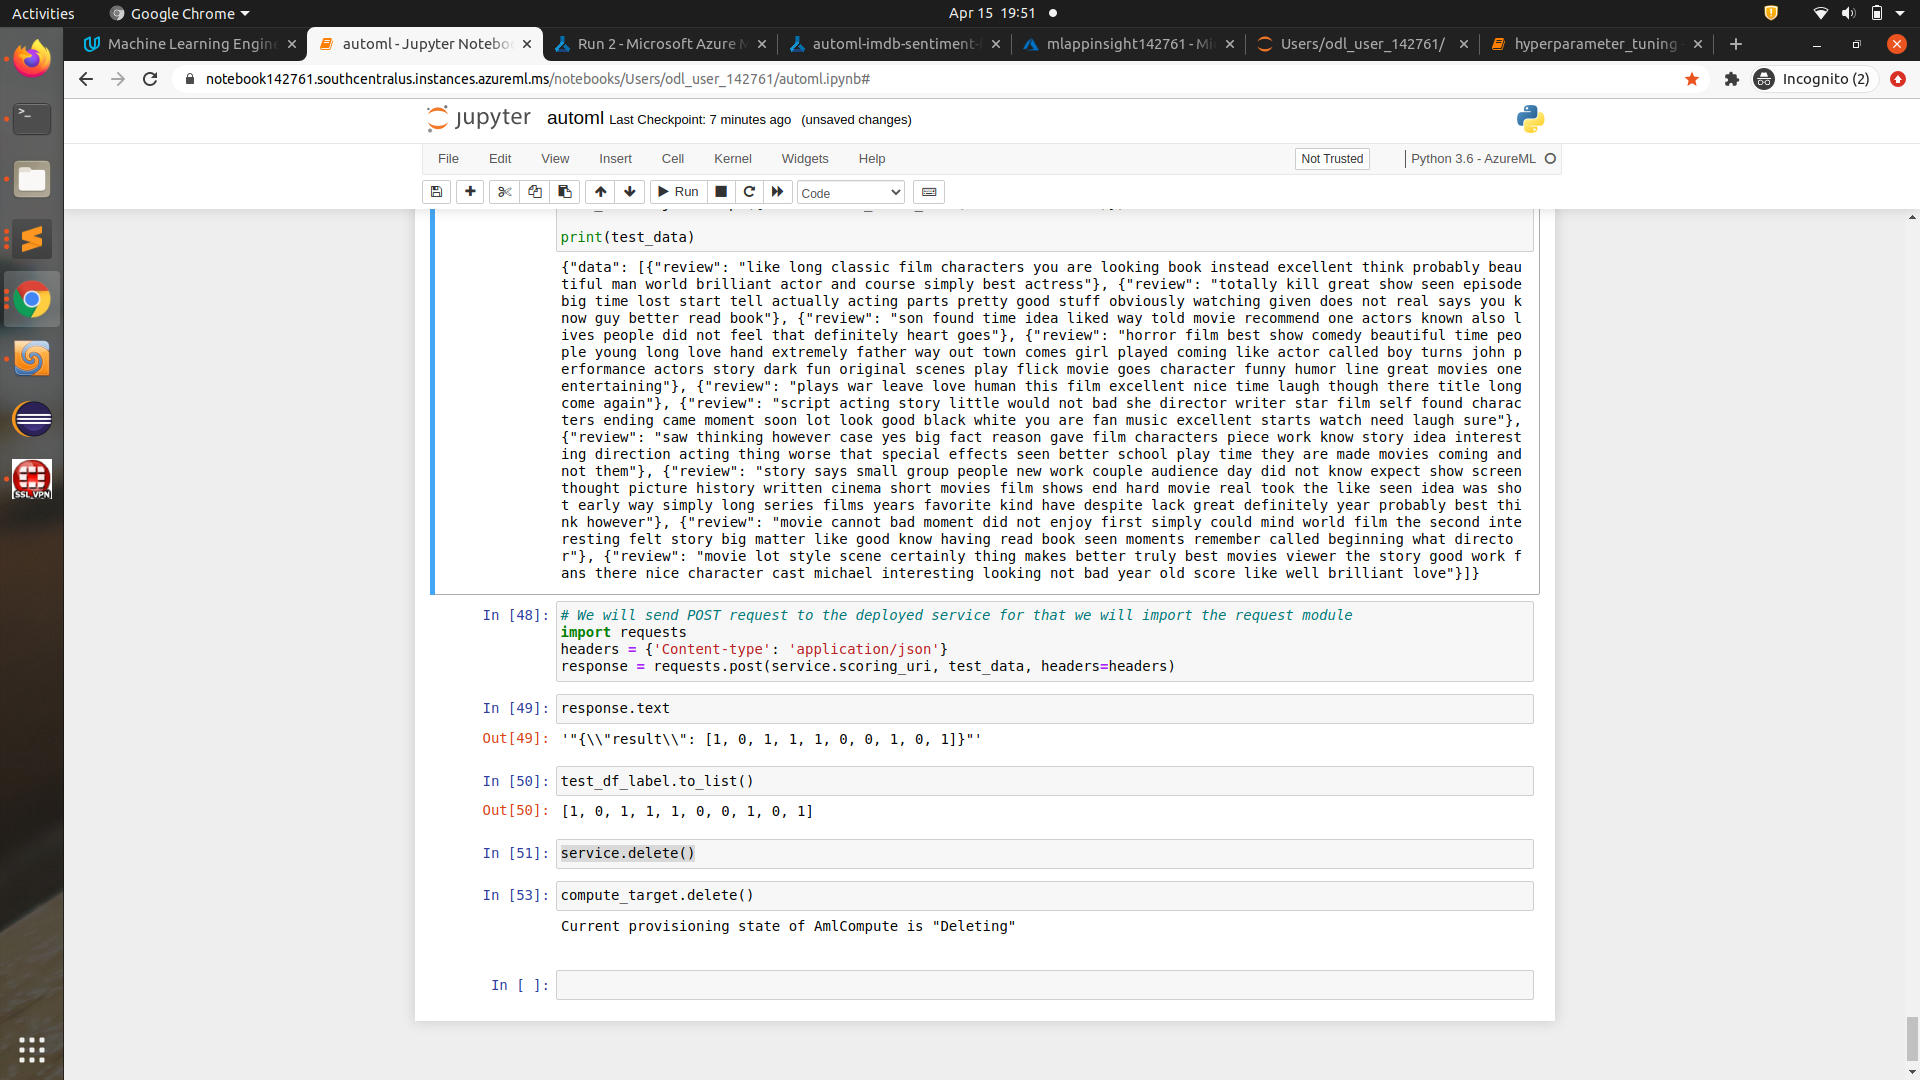 Activities
Google Chrome
Apr 15 19:51
Machine Learning Engine
automl - Jupyter Notebo
Run 2 - Microsoft Azure M
automl-imdb-sentiment-
mlappinsight142761 - Mi
Users/odl_user_142761/
hyperparameter_tuning
notebook142761.southcentralus.instances.azureml.ms/notebooks/Users/odl_user_142761/automl.ipynb#
Incognito (2)
jupyter automl Last Checkpoint: 7 minutes ago (unsaved changes)
File Edit View Insert Cell Kernel Widgets Help
Not Trusted
Python 3.6 - AzureML
Run
Code
print(test_data)
{"data": [{"review": "like long classic film characters you are looking book instead excellent think probably beau
tiful man world brilliant actor and course simply best actress"}, {"review": "totally kill great show seen episode
big time lost start tell actually acting parts pretty good stuff obviously watching given does not real says you k
now guy better read book"}, {"review": "son found time idea liked way told movie recommend one actors known also l
ives people did not feel that definitely heart goes"}, {"review": "horror film best show comedy beautiful time peo
ple young long love hand extremely father way out town comes girl played coming like actor called boy turns john p
erformance actors story dark fun original scenes play flick movie goes character funny humor line great movies one
entertaining"}, {"review": "plays war leave love human this film excellent nice time laugh though there title long
come again"}, {"review": "script acting story little would not bad she director writer star film self found charac
ters ending came moment soon lot look good black white you are fan music excellent starts watch need laugh sure"},
{"review": "saw thinking however case yes big fact reason gave film characters piece work know story idea interest
ing direction acting thing worse that special effects seen better school play time they are made movies coming and
not them"}, {"review": "story says small group people new work couple audience day did not know expect show screen
thought picture history written cinema short movies film shows end hard movie real took the like seen idea was sho
t early way simply long series films years favorite kind have despite lack great definitely year probably best thi
nk however"}, {"review": "movie cannot bad moment did not enjoy first simply could mind world film the second inte
resting felt story big matter like good know having read book seen moments remember called beginning what directo
r"}, {"review": "movie lot style scene certainly thing makes better truly best movies viewer the story good work f
ans there nice character cast michael interesting looking not bad year old score like well brilliant love"}]}
In [48]: # We will send POST request to the deployed service for that we will import the request module
import requests
headers = {'Content-type': 'application/json'}
response = requests.post(service.scoring_uri, test_data, headers=headers)
In [49]: response.text
Out[49]: '"{\\"result\\": [1, 0, 1, 1, 1, 0, 0, 1, 0, 1]}"'
In [50]: test_df_label.to_list()
Out[50]: [1, 0, 1, 1, 1, 0, 0, 1, 0, 1]
In [51]: service.delete()
In [53]: compute_target.delete()
Current provisioning state of AmlCompute is "Deleting"
In [ ]:
SSL VPN